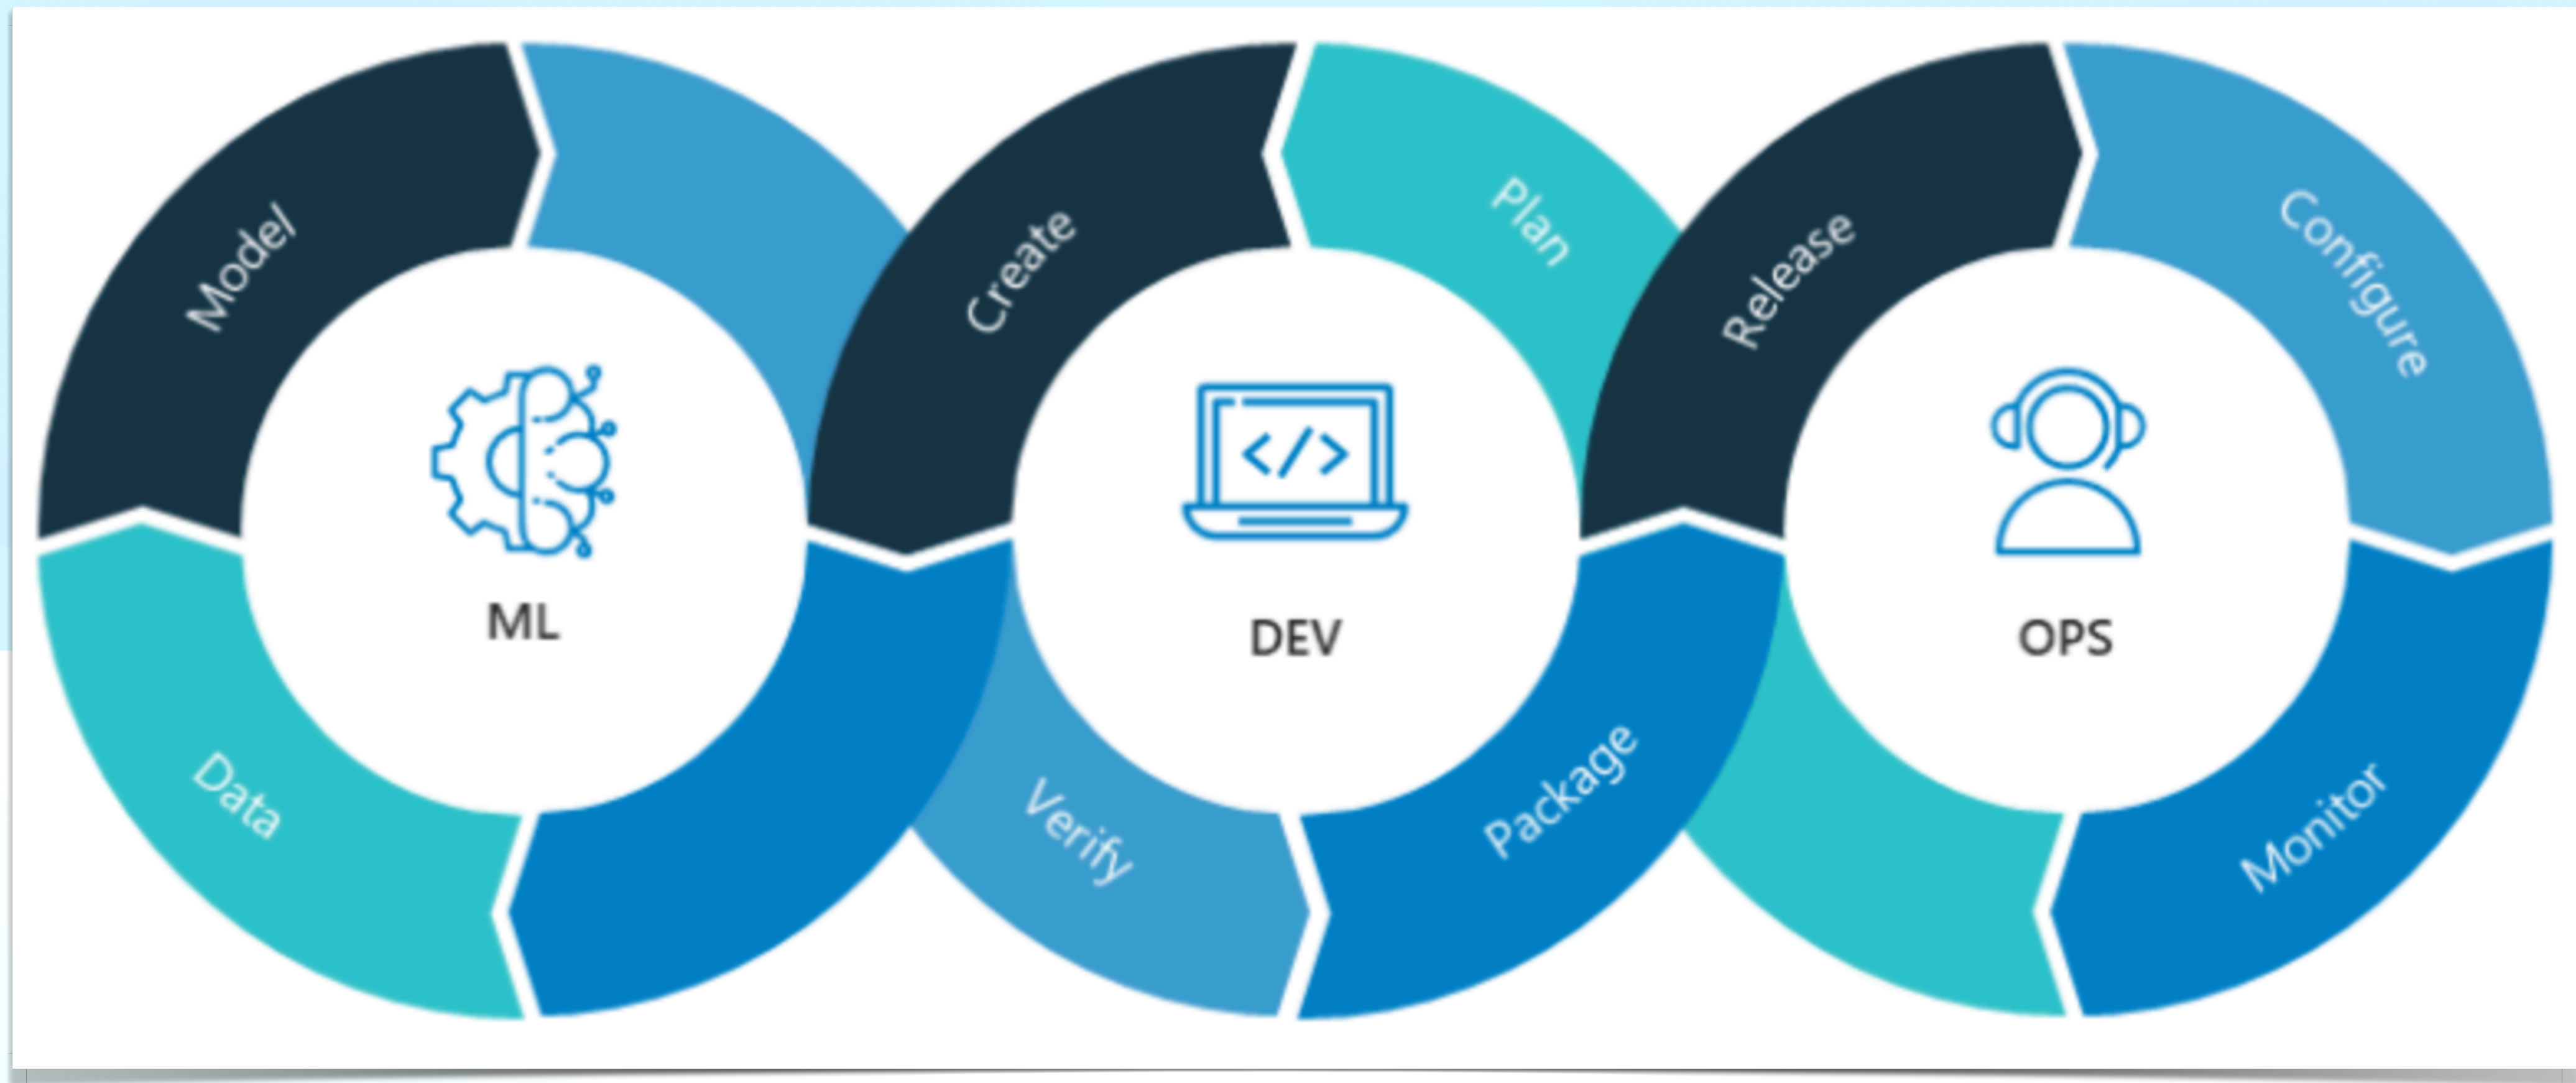 Model
Data
ML
Create
Plan
Verify
Package
DEV
Release
Configure
Monitor
OPS